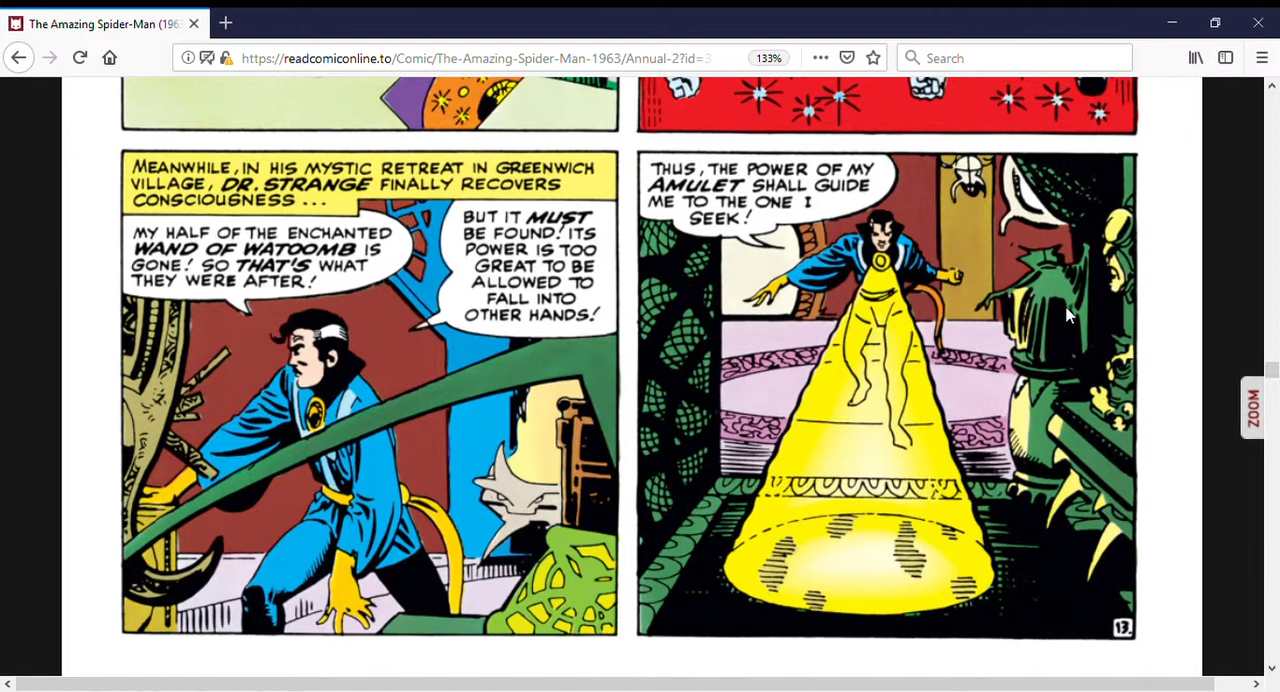 The Amazing Spider-Man (196
https://readcomiconline.to/Comic/The-Amazing-Spider-Man-1963/Annual-2?id=3
133%
Search
MEANWHILE, IN HIS MYSTIC RETREAT IN GREENWICH
VILLAGE, DR. STRANGE FINALLY RECOVERS
CONSCIOUSNESS ...
MY HALF OF THE ENCHANTED
WAND OF WATOOMB IS
GONE! SO THAT'S WHAT
THEY WERE AFTER!
BUT IT MUST
BE FOUND! ITS
POWER IS TOO
GREAT TO BE
ALLOWED TO
FALL INTO
OTHER HANDS!
THUS, THE POWER OF MY
AMULET SHALL GUIDE
ME TO THE ONE I
SEEK!
13.
ZOOM